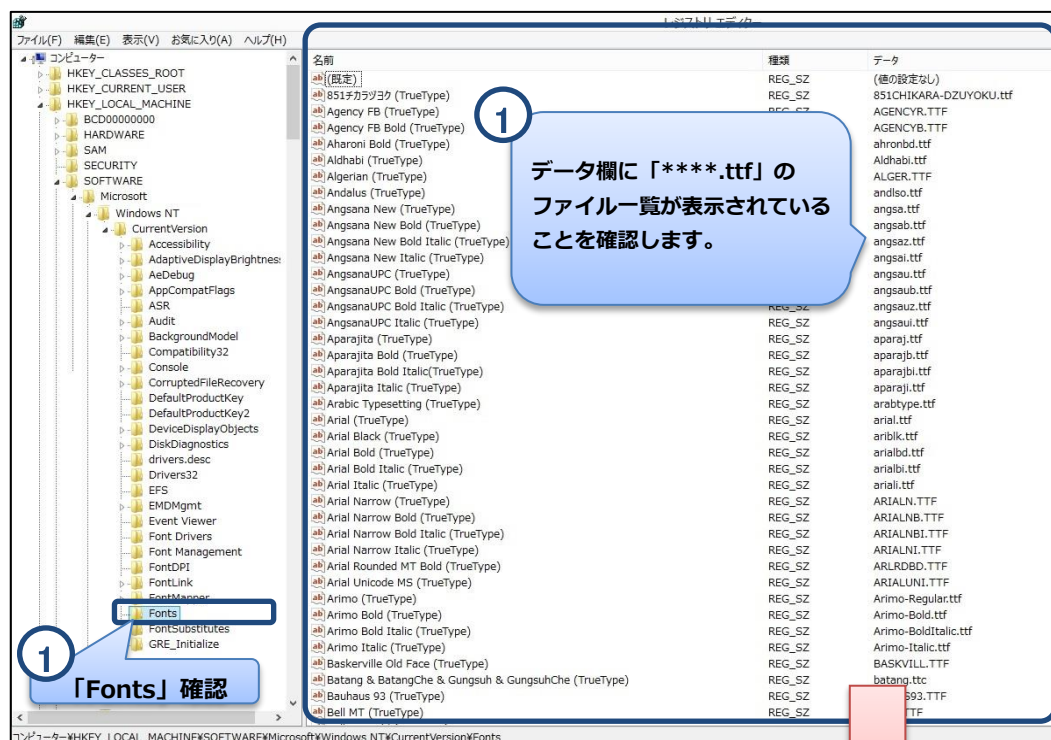 レジストリ エディター
ファイル(F) 編集(E) 表示(V) お気に入り(A) ヘルプ(H)
コンピューター
HKEY_CLASSES_ROOT
HKEY_CURRENT_USER
HKEY_LOCAL_MACHINE
BCD00000000
HARDWARE
SAM
SECURITY
SOFTWARE
Microsoft
Windows NT
CurrentVersion
Accessibility
AdaptiveDisplayBrightness
AeDebug
AppCompatFlags
ASR
Audit
BackgroundModel
Compatibility32
Console
CorruptedFileRecovery
DefaultProductKey
DefaultProductKey2
DeviceDisplayObjects
DiskDiagnostics
drivers.desc
Drivers32
EFS
EMDMgmt
Event Viewer
Font Drivers
Font Management
FontDPI
FontLink
FontMapper
Fonts
FontSubstitutes
GRE_Initialize
1
「Fonts」確認
名前 種類 データ
(既定) REG_SZ (値の設定なし)
851チカラヅヨク (TrueType) REG_SZ 851CHIKARA-DZUYOKU.ttf
Agency FB (TrueType) REG_SZ AGENCYR.TTF
Agency FB Bold (TrueType) AGENCYB.TTF
Aharoni Bold (TrueType) ahronbd.ttf
Aldhabi (TrueType) Aldhabi.ttf
Algerian (TrueType) ALGER.TTF
Andalus (TrueType) andlso.ttf
Angsana New (TrueType) angsa.ttf
Angsana New Bold (TrueType) angsab.ttf
Angsana New Bold Italic (TrueType) angsaz.ttf
Angsana New Italic (TrueType) angsai.ttf
AngsanaUPC (TrueType) angsau.ttf
AngsanaUPC Bold (TrueType) angsaub.ttf
AngsanaUPC Bold Italic (TrueType) REG_SZ angsauz.ttf
AngsanaUPC Italic (TrueType) REG_SZ angsaui.ttf
Aparajita (TrueType) REG_SZ aparaj.ttf
Aparajita Bold (TrueType) REG_SZ aparajb.ttf
Aparajita Bold Italic(TrueType) REG_SZ aparajbi.ttf
Aparajita Italic (TrueType) REG_SZ aparaji.ttf
Arabic Typesetting (TrueType) REG_SZ arabtype.ttf
Arial (TrueType) REG_SZ arial.ttf
Arial Black (TrueType) REG_SZ ariblk.ttf
Arial Bold (TrueType) REG_SZ arialbd.ttf
Arial Bold Italic (TrueType) REG_SZ arialbi.ttf
Arial Italic (TrueType) REG_SZ ariali.ttf
Arial Narrow (TrueType) REG_SZ ARIALN.TTF
Arial Narrow Bold (TrueType) REG_SZ ARIALNB.TTF
Arial Narrow Bold Italic (TrueType) REG_SZ ARIALNBI.TTF
Arial Narrow Italic (TrueType) REG_SZ ARIALNI.TTF
Arial Rounded MT Bold (TrueType) REG_SZ ARLRDBD.TTF
Arial Unicode MS (TrueType) REG_SZ ARIALUNI.TTF
Arimo (TrueType) REG_SZ Arimo-Regular.ttf
Arimo Bold (TrueType) REG_SZ Arimo-Bold.ttf
Arimo Bold Italic (TrueType) REG_SZ Arimo-BoldItalic.ttf
Arimo Italic (TrueType) REG_SZ Arimo-Italic.ttf
Baskerville Old Face (TrueType) REG_SZ BASKVILL.TTF
Batang & BatangChe & Gungsuh & GungsuhChe (TrueType) REG_SZ batang.ttc
Bauhaus 93 (TrueType) REG_SZ
Bell MT (TrueType) REG_SZ
1
データ欄に「****.ttf」の
ファイル一覧が表示されている
ことを確認します。
コンピューター¥HKEY_LOCAL_MACHINE¥SOFTWARE¥Microsoft¥Windows NT¥CurrentVersion¥Fonts